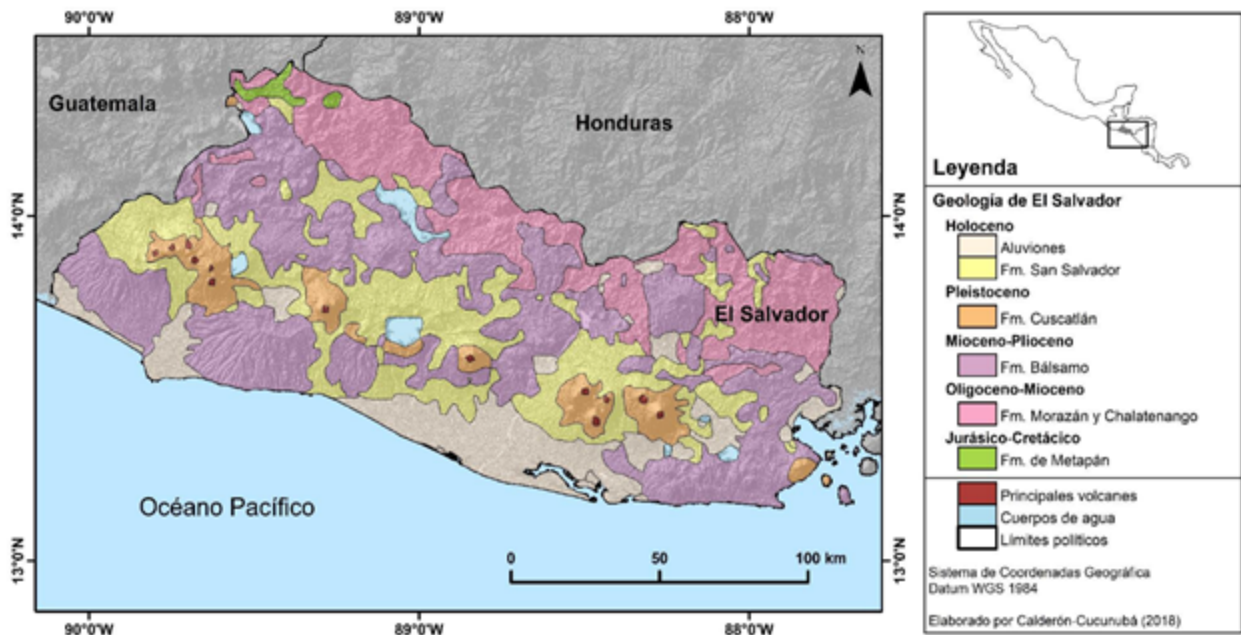 90°0'W
89°0'W
88°0'W
Guatemala
Honduras
N
14°0'N
14°0'N
El Salvador
Océano Pacífico
13°0'N
13°0'N
0 50 100 km
90°0'W
89°0'W
88°0'W
Leyenda
Geología de El Salvador
Holoceno
Aluviones
Fm. San Salvador
Pleistoceno
Fm. Cuscatlán
Mioceno-Plioceno
Fm. Bálsamo
Oligoceno-Mioceno
Fm. Morazán y Chalatenango
Jurásico-Cretácico
Fm. de Metapán
Principales volcanes
Cuerpos de agua
Límites políticos
Sistema de Coordenadas Geográfica
Datum WGS 1984
Elaborado por Calderón-Cucunubá (2018)